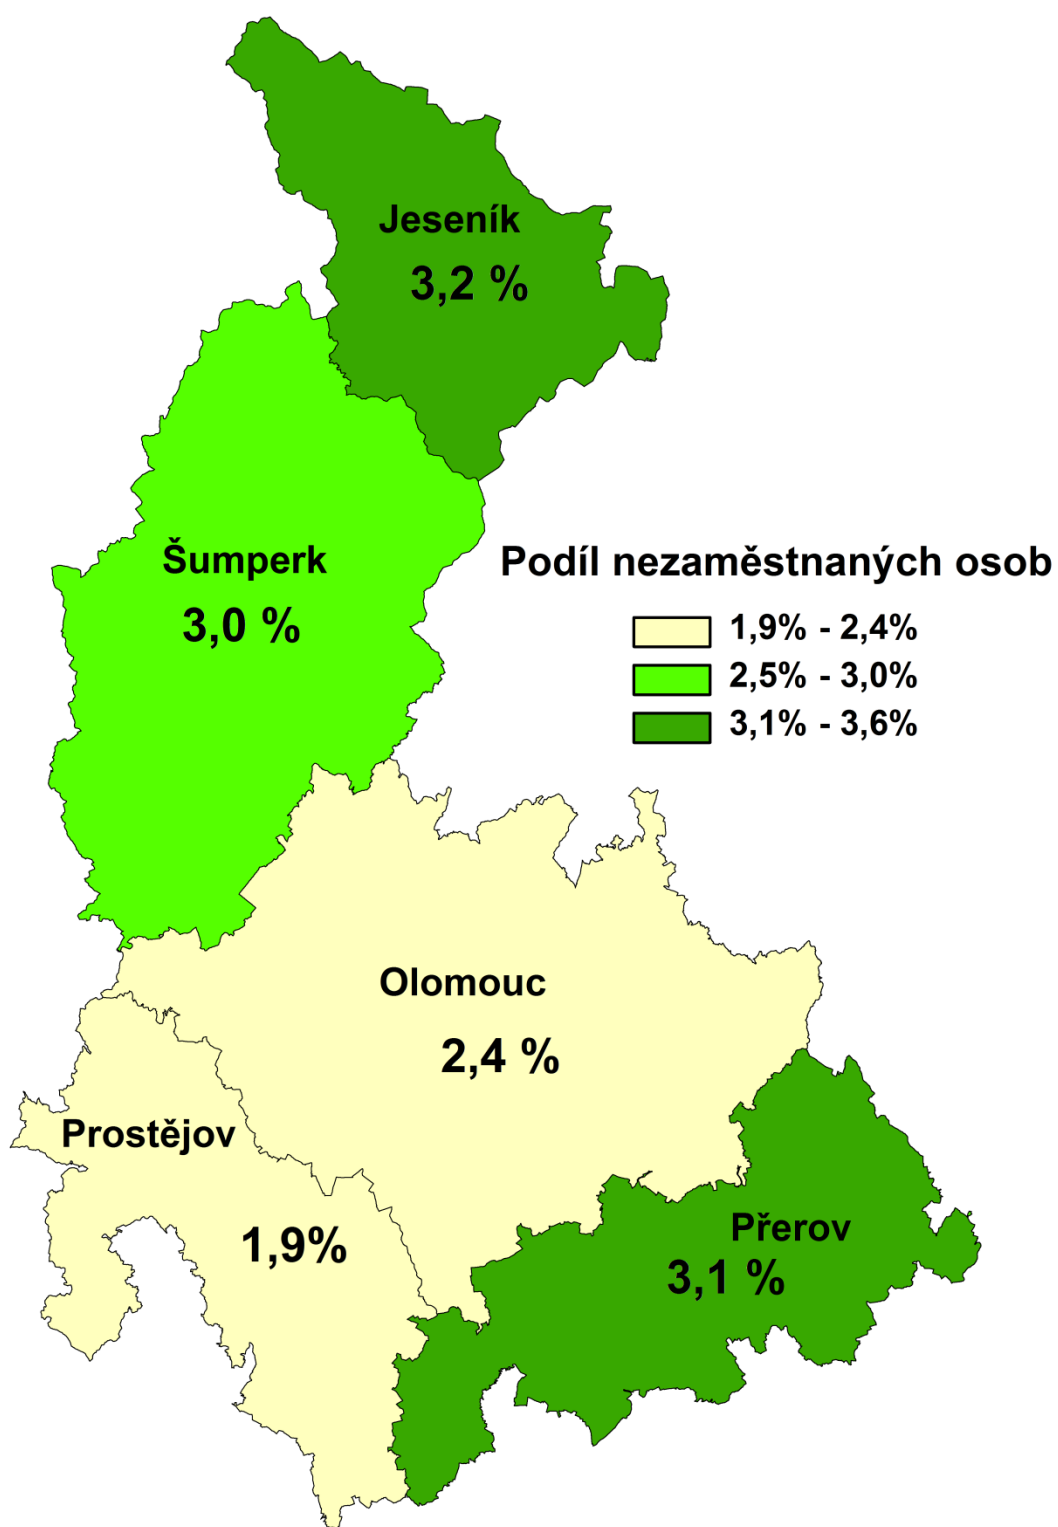 Jeseník
3,2 %
Šumperk
3,0 %
Podíl nezaměstnaných osob
1,9% - 2,4%
2,5% - 3,0%
3,1% - 3,6%
Olomouc
2,4 %
Prostějov
1,9%
Přerov
3,1 %